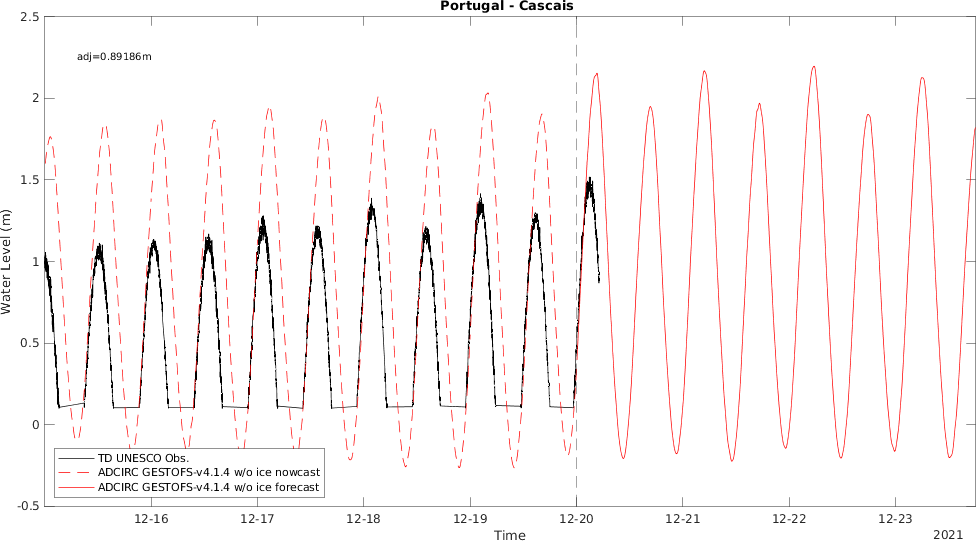 Portugal - Cascais
2.5
adj=0.89186m
2
1.5
1
0.5
0
-0.5
Water Level (m)
TD UNESCO Obs.
ADCIRC GESTOFS-v4.1.4 w/o ice nowcast
ADCIRC GESTOFS-v4.1.4 w/o ice forecast
12-16 12-17 12-18 12-19 12-20 12-21 12-22 12-23
Time
2021